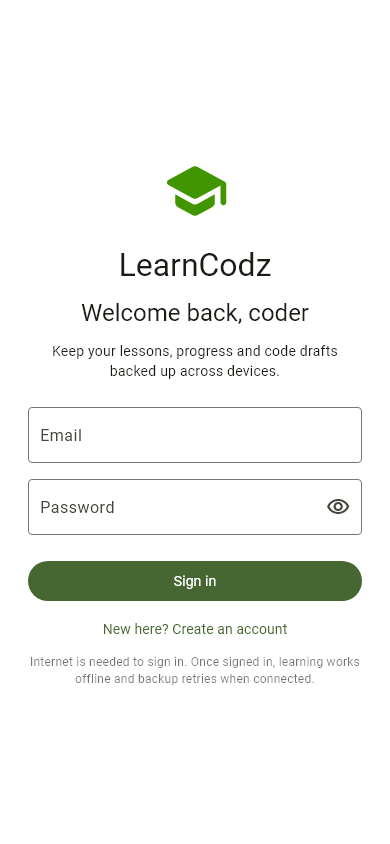 LearnCodz
Welcome back, coder
Keep your lessons, progress and code drafts
backed up across devices.
Email
Password
Sign in
New here? Create an account
Internet is needed to sign in. Once signed in, learning works
offline and backup retries when connected.